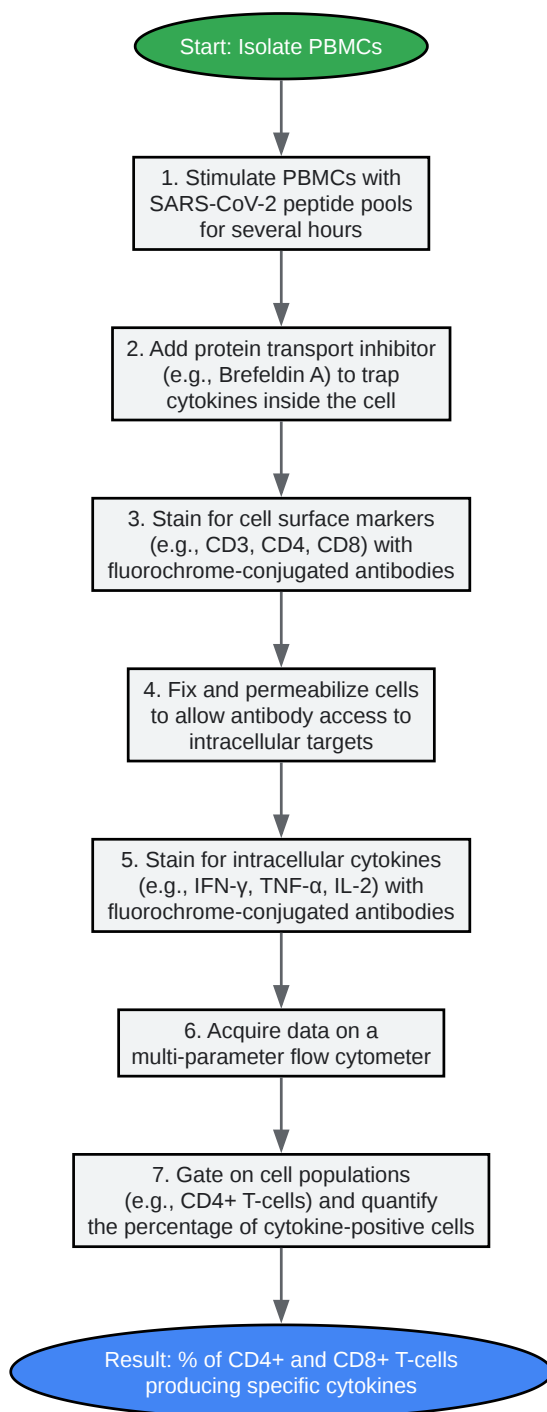 Start: Isolate PBMCs
1. Stimulate PBMCs with
SARS-CoV-2 peptide pools
for several hours
2. Add protein transport inhibitor
(e.g., Brefeldin A) to trap
cytokines inside the cell
3. Stain for cell surface markers
(e.g., CD3, CD4, CD8) with
fluorochrome-conjugated antibodies
4. Fix and permeabilize cells
to allow antibody access to
intracellular targets
5. Stain for intracellular cytokines
(e.g., IFN-γ, TNF-α, IL-2) with
fluorochrome-conjugated antibodies
6. Acquire data on a
multi-parameter flow cytometer
7. Gate on cell populations
(e.g., CD4+ T-cells) and quantify
the percentage of cytokine-positive cells
Result: % of CD4+ and CD8+ T-cells
producing specific cytokines